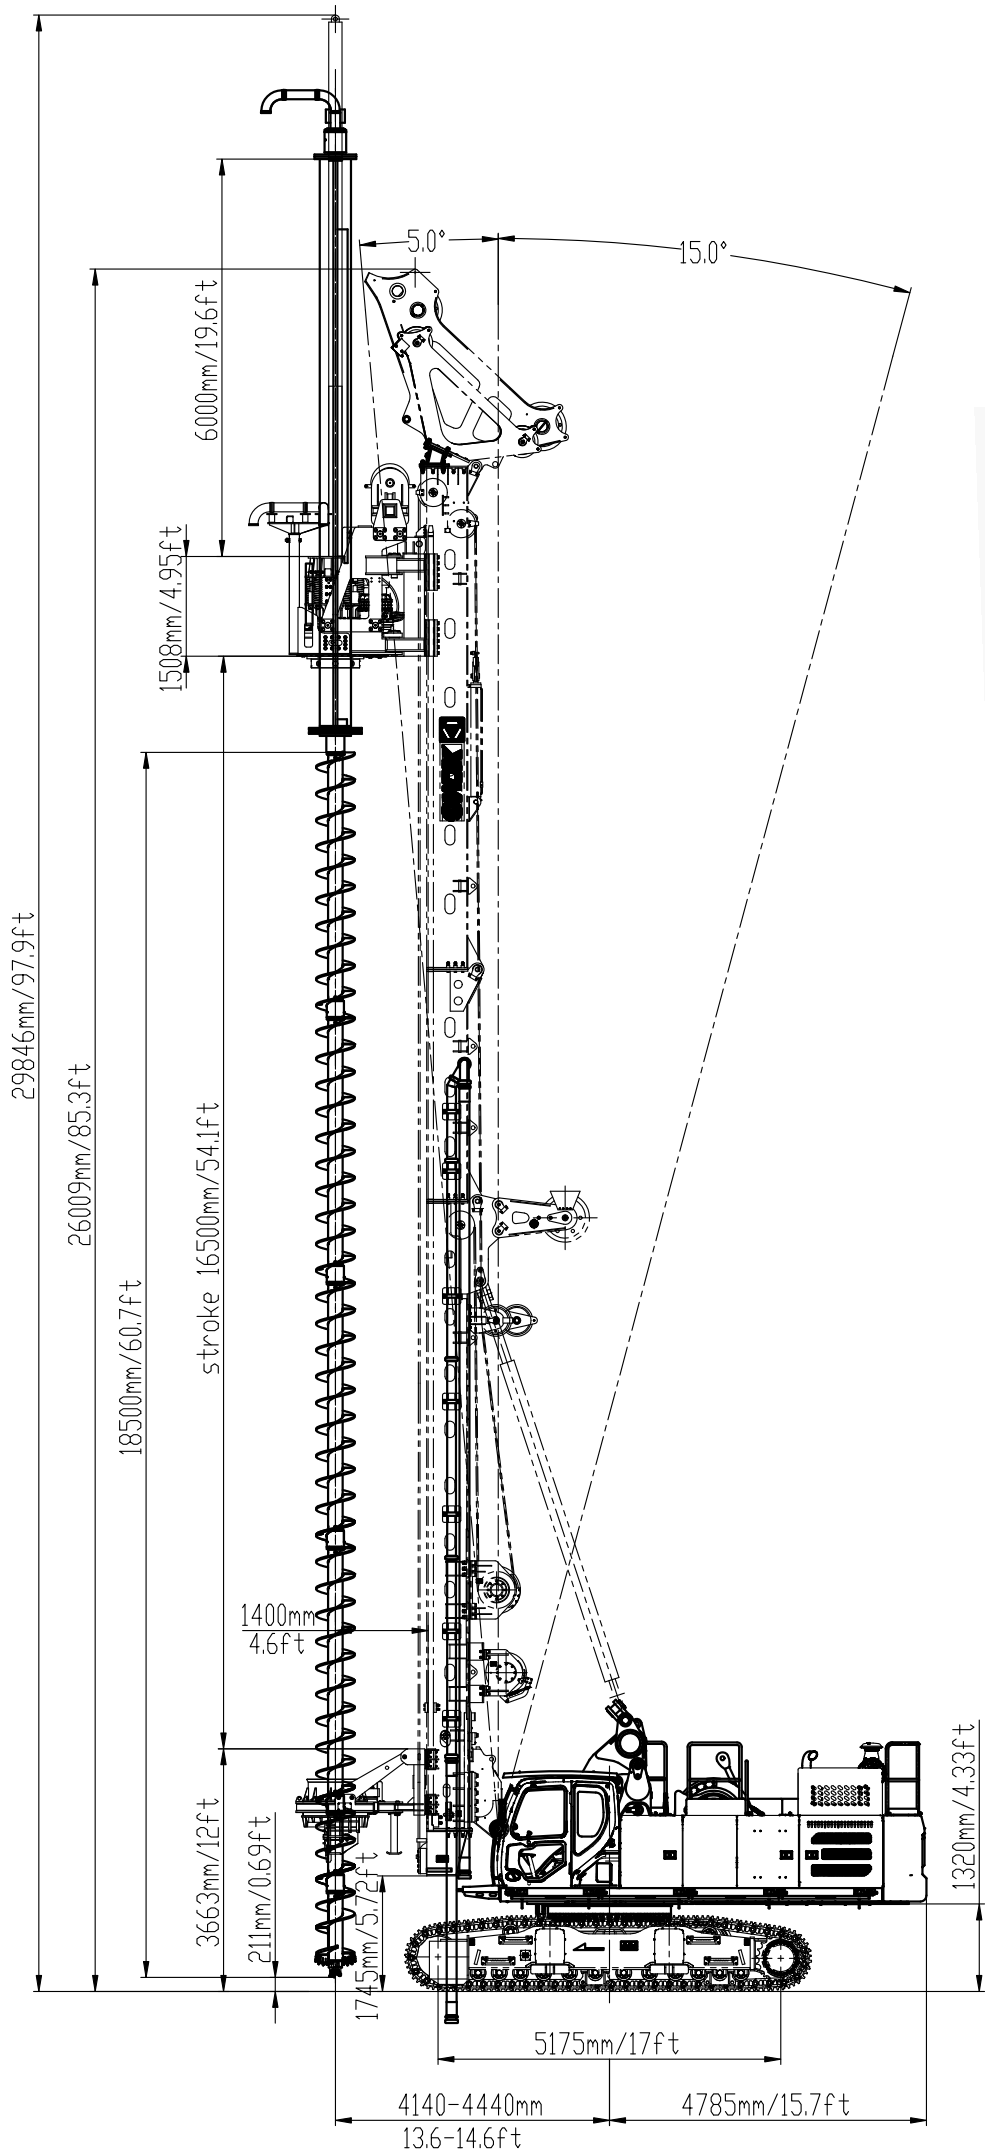 5.0°
15.0°
6000mm/19.6ft
1508mm/4.95ft
29846mm/97.9ft
26009mm/85.3ft
stroke 16500mm/54.1ft
18500mm/60.7ft
1400mm
4.6ft
3663mm/12ft
211mm/0.69ft
1745mm/5.72ft
1320mm/4.33ft
5175mm/17ft
4140-4440mm
13.6-14.6ft
4785mm/15.7ft